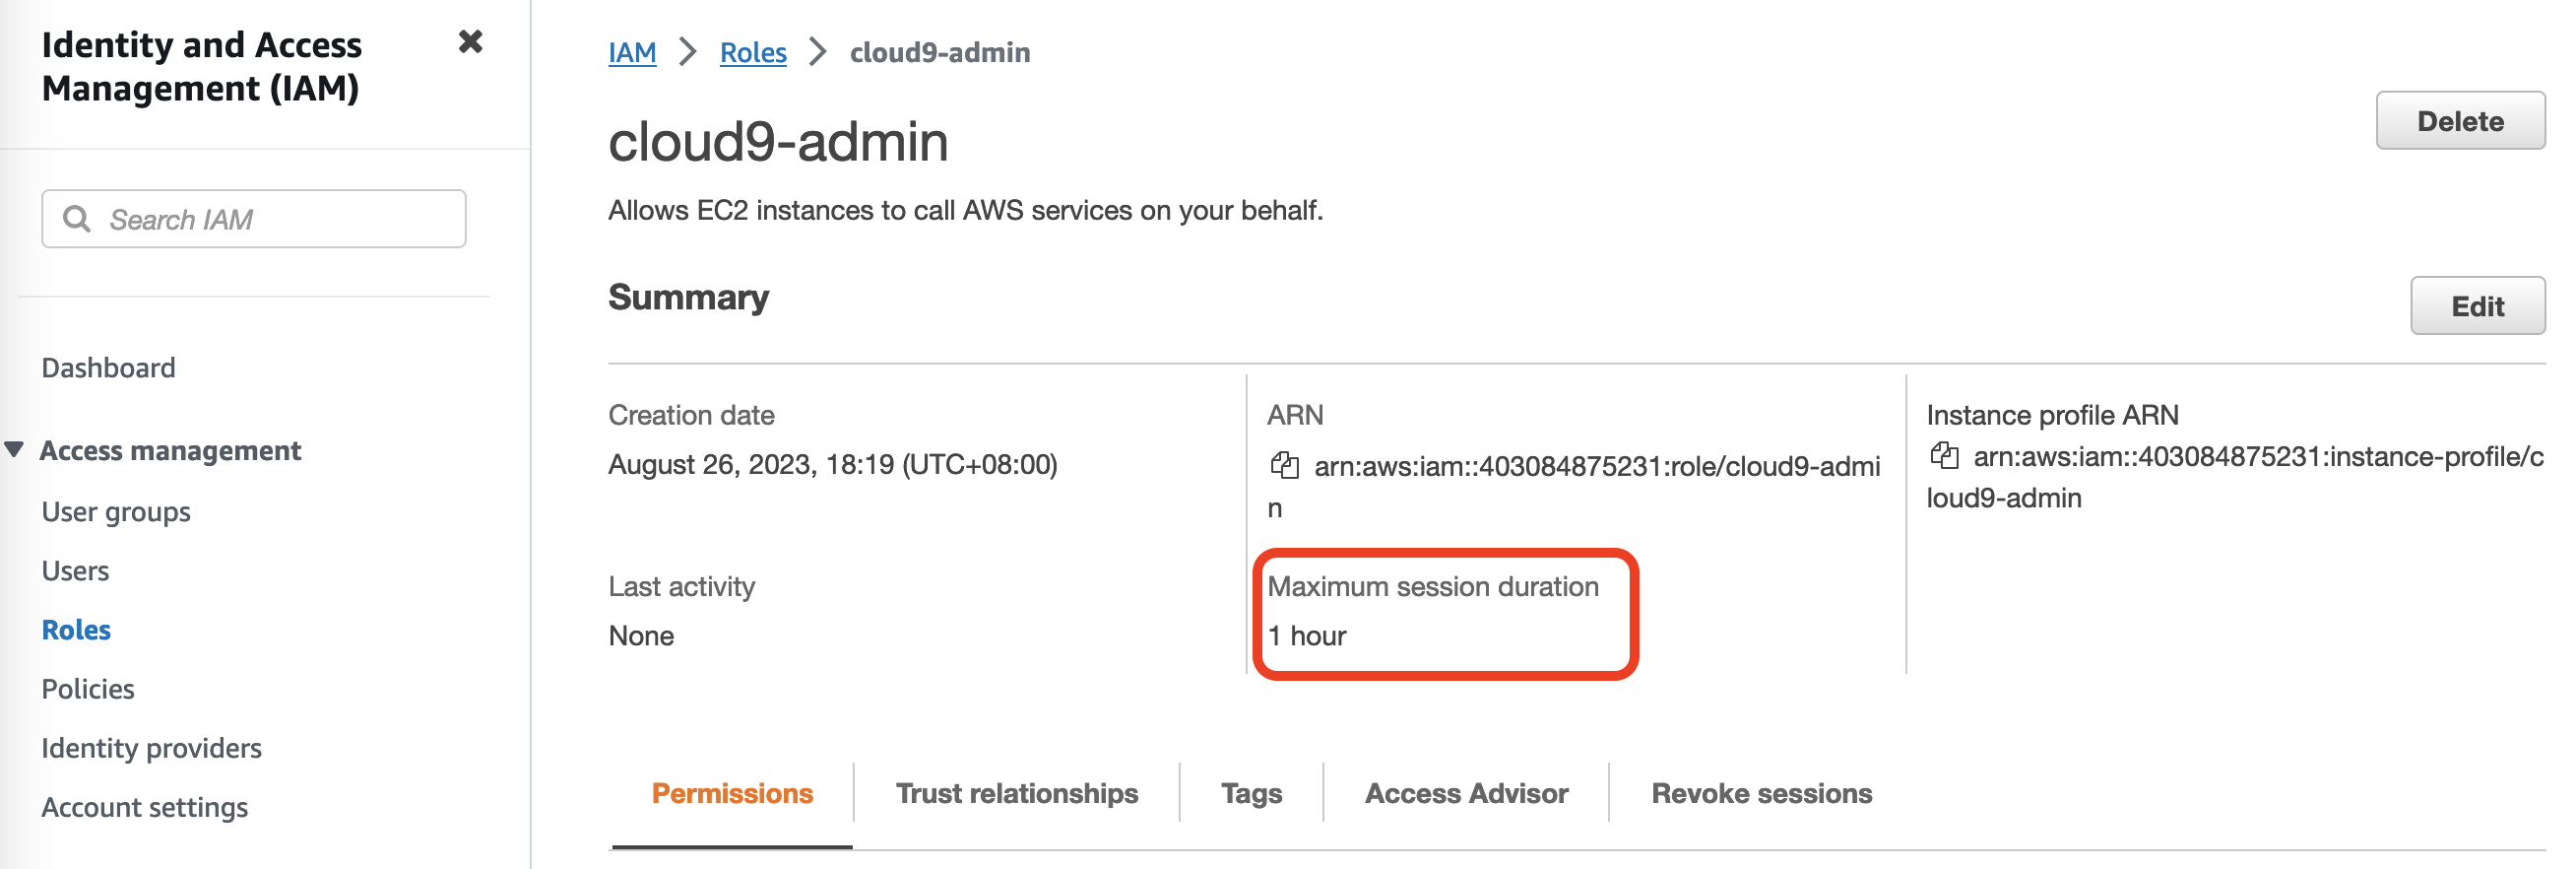 Identity and Access
Management (IAM)
Search IAM
Dashboard
Access management
User groups
Users
Roles
Policies
Identity providers
Account settings
IAM > Roles > cloud9-admin
cloud9-admin
Delete
Allows EC2 instances to call AWS services on your behalf.
Summary
Edit
Creation date
August 26, 2023, 18:19 (UTC+08:00)
ARN
arn:aws:iam::403084875231:role/cloud9-admi
n
Instance profile ARN
arn:aws:iam::403084875231:instance-profile/c
loud9-admin
Last activity
None
Maximum session duration
1 hour
Permissions
Trust relationships
Tags
Access Advisor
Revoke sessions